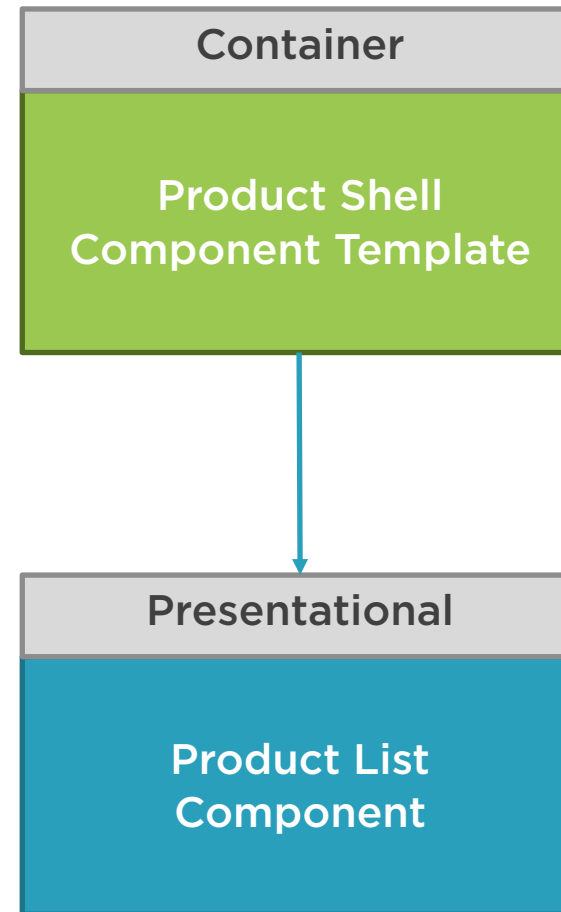 Container
Product Shell
Component Template
Presentational
Product List
Component